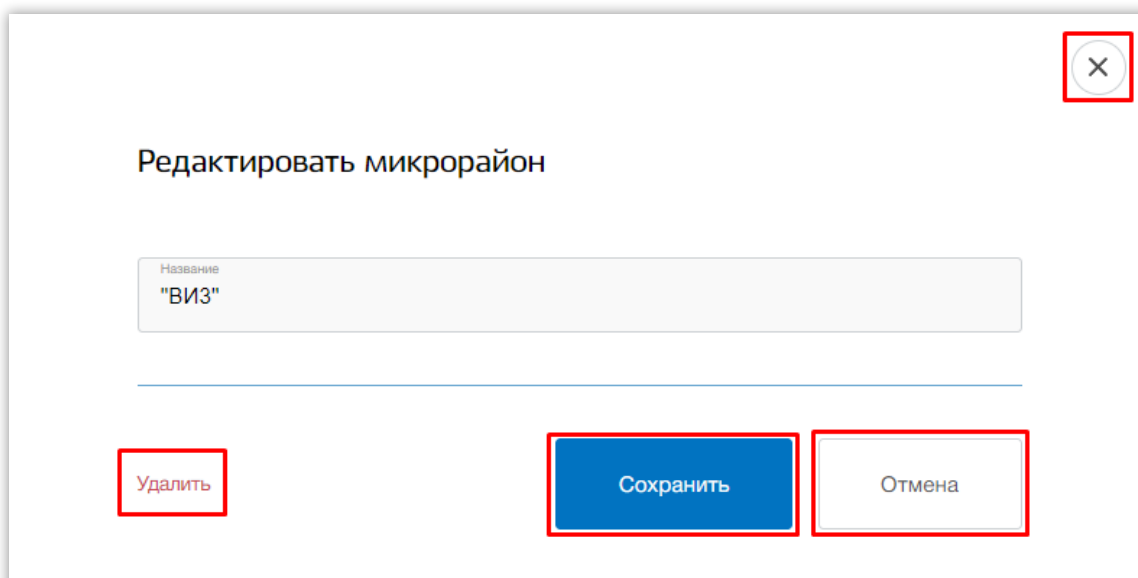 Редактировать микрорайон
Название
"ВИЗ"
Удалить
Сохранить
Отмена